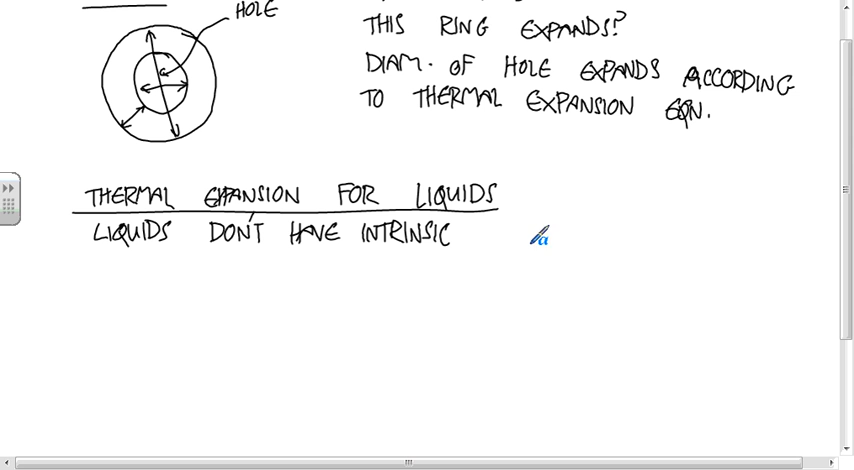 HOLE
THIS RING EXPANDS?
DIAM. OF HOLE EXPANDS ACCORDING
TO THERMAL EXPANSION EQN.
THERMAL EXPANSION FOR LIQUIDS
LIQUIDS DON'T HAVE INTRINSIC